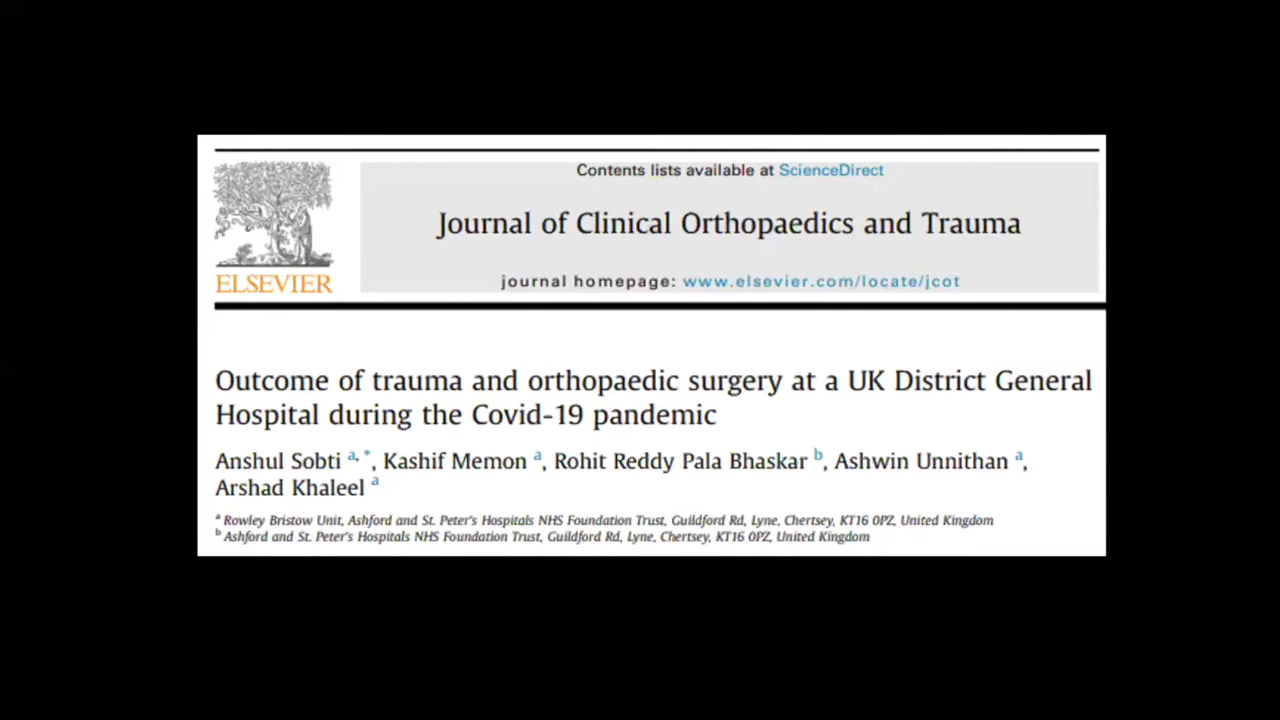 Contents lists available at ScienceDirect
Journal of Clinical Orthopaedics and Trauma
ELSEVIER
journal homepage: www.elsevier.com/locate/jcot
Outcome of trauma and orthopaedic surgery at a UK District General
Hospital during the Covid-19 pandemic
Anshul Sobti a, *, Kashif Memon a, Rohit Reddy Pala Bhaskar b, Ashwin Unnithan a,
Arshad Khaleel a
a Rowley Bristow Unit, Ashford and St. Peter's Hospitals NHS Foundation Trust, Guildford Rd, Lyne, Chertsey, KT16 0PZ, United Kingdom
b Ashford and St. Peter's Hospitals NHS Foundation Trust, Guildford Rd, Lyne, Chertsey, KT16 0PZ, United Kingdom